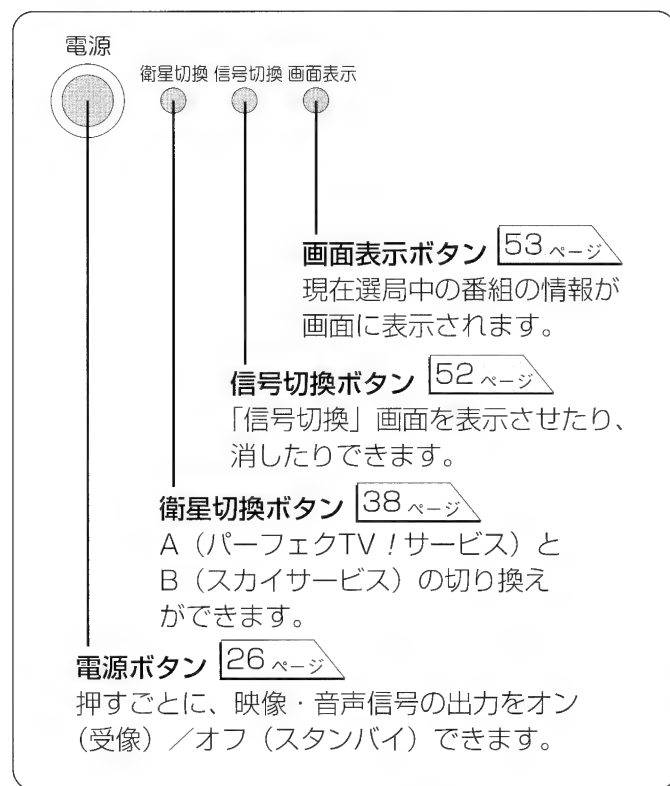 電源
衛星切換 信号切換 画面表示
画面表示ボタン 53ページ
現在選局中の番組の情報が
画面に表示されます。
信号切換ボタン 52ページ
「信号切換」画面を表示させたり、
消したりできます。
衛星切換ボタン 38ページ
A（パーフェクTV！サービス）と
B（スカイサービス）の切り換え
ができます。
電源ボタン 26ページ
押すごとに、映像・音声信号の出力をオン
（受像）／オフ（スタンバイ）できます。